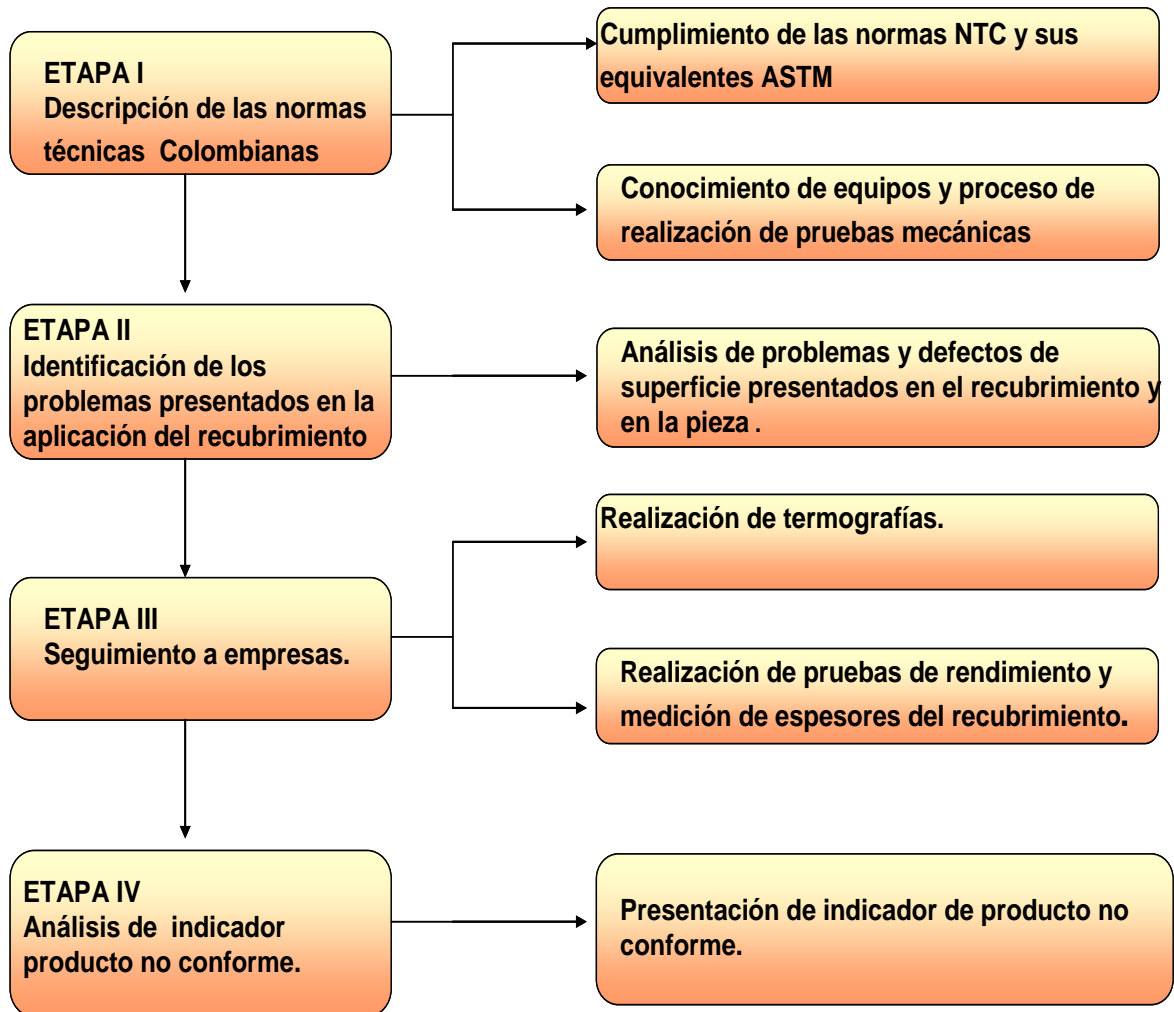 ETAPA I
Descripción de las normas
técnicas Colombianas
Cumplimiento de las normas NTC y sus
equivalentes ASTM
Conocimiento de equipos y proceso de
realización de pruebas mecánicas
ETAPA II
Identificación de los
problemas presentados en la
aplicación del recubrimiento
Análisis de problemas y defectos de
superficie presentados en el recubrimiento y
en la pieza .
ETAPA III
Seguimiento a empresas.
Realización de termografías.
Realización de pruebas de rendimiento y
medición de espesores del recubrimiento.
ETAPA IV
Análisis de indicador
producto no conforme.
Presentación de indicador de producto no
conforme.